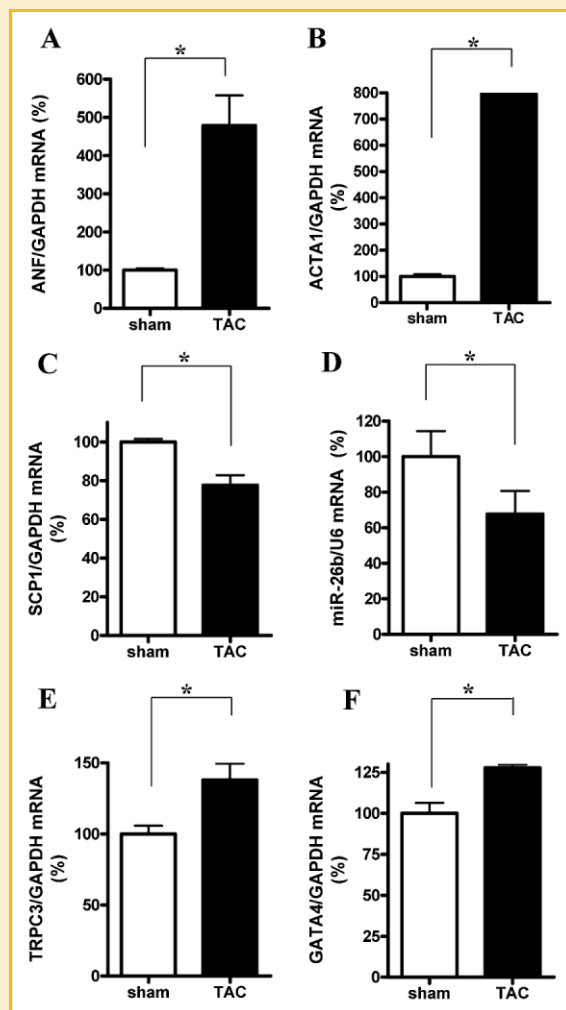 A
*
ANF/GAPDH mRNA (%)
600
500
400
300
200
100
0
sham TAC
B
*
ACTA1/GAPDH mRNA
(%)
800
700
600
500
400
300
200
100
0
sham TAC
C
*
SCP1/GAPDH mRNA
(%)
100
80
60
40
20
0
sham TAC
D
*
miR-26b/U6 mRNA (%)
120
100
80
60
40
20
0
sham TAC
E
*
TRPC3/GAPDH mRNA
(%)
150
100
50
0
sham TAC
F
*
GATA4/GAPDH mRNA
(%)
125
100
75
50
25
0
sham TAC